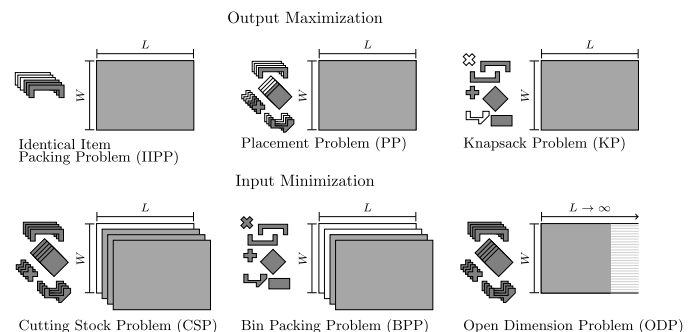 Output Maximization
L
W
Identical Item
Packing Problem (IIPP)
L
W
Placement Problem (PP)
L
W
Knapsack Problem (KP)
Input Minimization
L
W
Cutting Stock Problem (CSP)
L
W
Bin Packing Problem (BPP)
L → ∞
W
Open Dimension Problem (ODP)